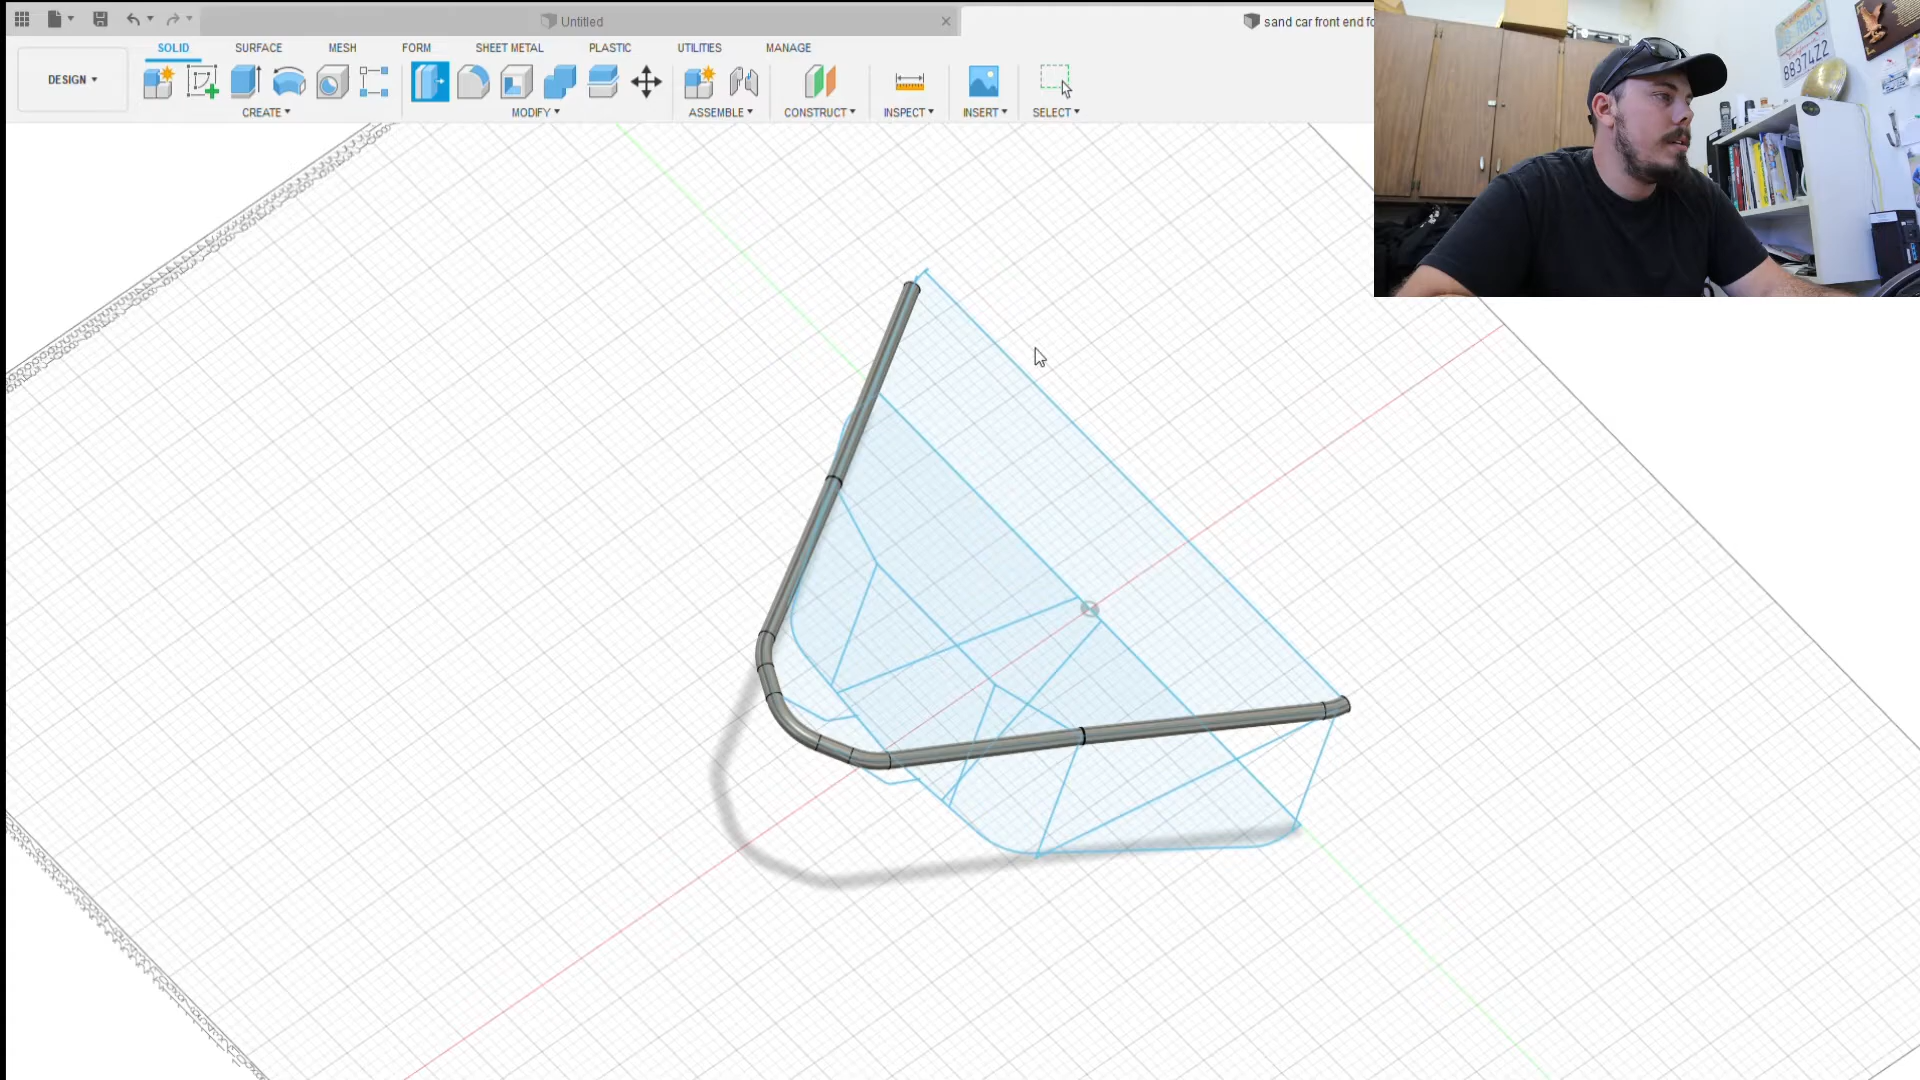 Untitled
sand car front end fo
SOLID
SURFACE
MESH
FORM
SHEET METAL
PLASTIC
UTILITIES
MANAGE
DESIGN
CREATE
MODIFY
ASSEMBLE
CONSTRUCT
INSPECT
INSERT
SELECT
88374Z2